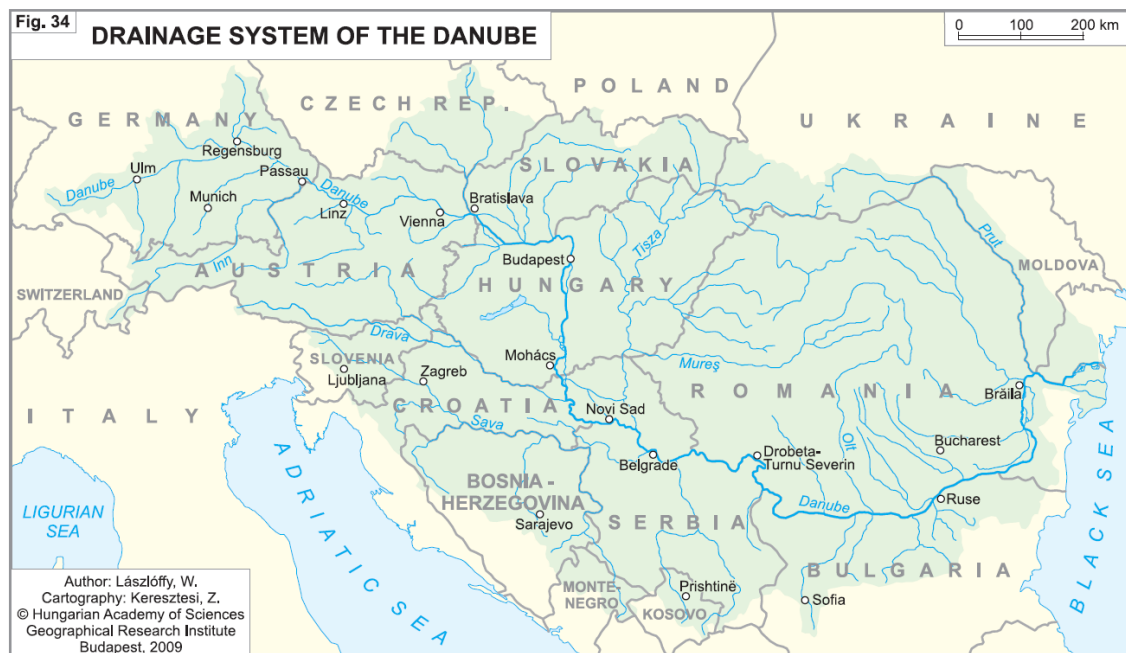 Fig. 34
DRAINAGE SYSTEM OF THE DANUBE
0 100 200 km
POLAND
CZECH REP.
GERMANY
UKRAINE
Regensburg
SLOVAKIA
Ulm
Passau
Danube
Danube
Munich
Linz
Vienna
Bratislava
Prut
Tisza
Budapest
Inn
AUSTRIA
MOLDOVA
HUNGARY
SWITZERLAND
Drava
Mohács
SLOVENIA
Mureș
Ljubljana
Zagreb
ROMANIA
Brăila
ITALY
CROATIA
Novi Sad
Sava
Olt
Bucharest
Belgrade
Drobeta-
Turnu Severin
BOSNIA -
HERZEGOVINA
Danube
Ruse
LIGURIAN
SEA
ADRIATIC SEA
Sarajevo
SERBIA
BLACK SEA
BULGARIA
MONTE-
NEGRO
Prishtinë
KOSOVO
Sofia
Author: Lászlóffy, W.
Cartography: Keresztesi, Z.
© Hungarian Academy of Sciences
Geographical Research Institute
Budapest, 2009